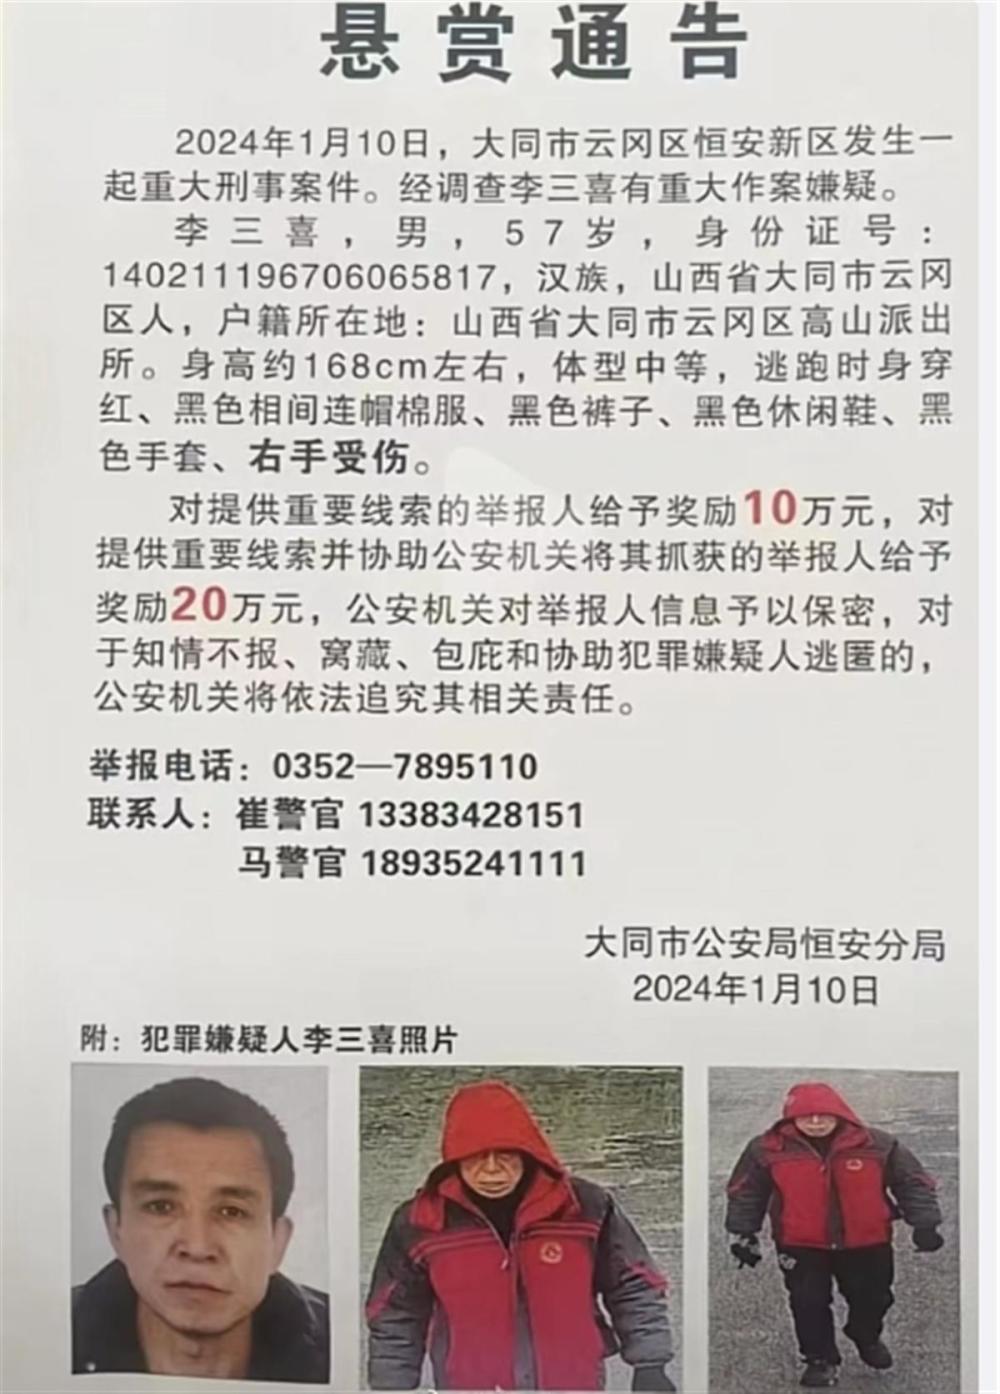 悬赏通告
2024年1月10日，大同市云冈区恒安新区发生一
起重大刑事案件。经调查李三喜有重大作案嫌疑。
李三喜，男，57岁，身份证号：
140211196706065817，汉族，山西省大同市云冈
区人，户籍所在地：山西省大同市云冈区高山派出
所。身高约168cm左右，体型中等，逃跑时身穿
红、黑色相间连帽棉服、黑色裤子、黑色休闲鞋、黑
色手套、右手受伤。
对提供重要线索的举报人给予奖励10万元，对
提供重要线索并协助公安机关将其抓获的举报人给予
奖励20万元，公安机关对举报人信息予以保密，对
于知情不报、窝藏、包庇和协助犯罪嫌疑人逃匿的，
公安机关将依法追究其相关责任。
举报电话：0352—7895110
联系人：崔警官 13383428151
马警官 18935241111
大同市公安局恒安分局
2024年1月10日
附：犯罪嫌疑人李三喜照片